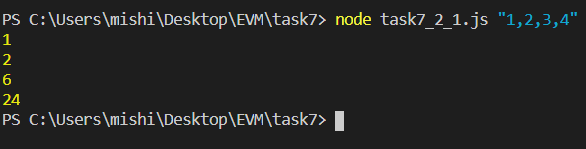 PS C:\Users\mishi\Desktop\EVM\task7> node task7_2_1.js "1,2,3,4"
1
2
6
24
PS C:\Users\mishi\Desktop\EVM\task7>